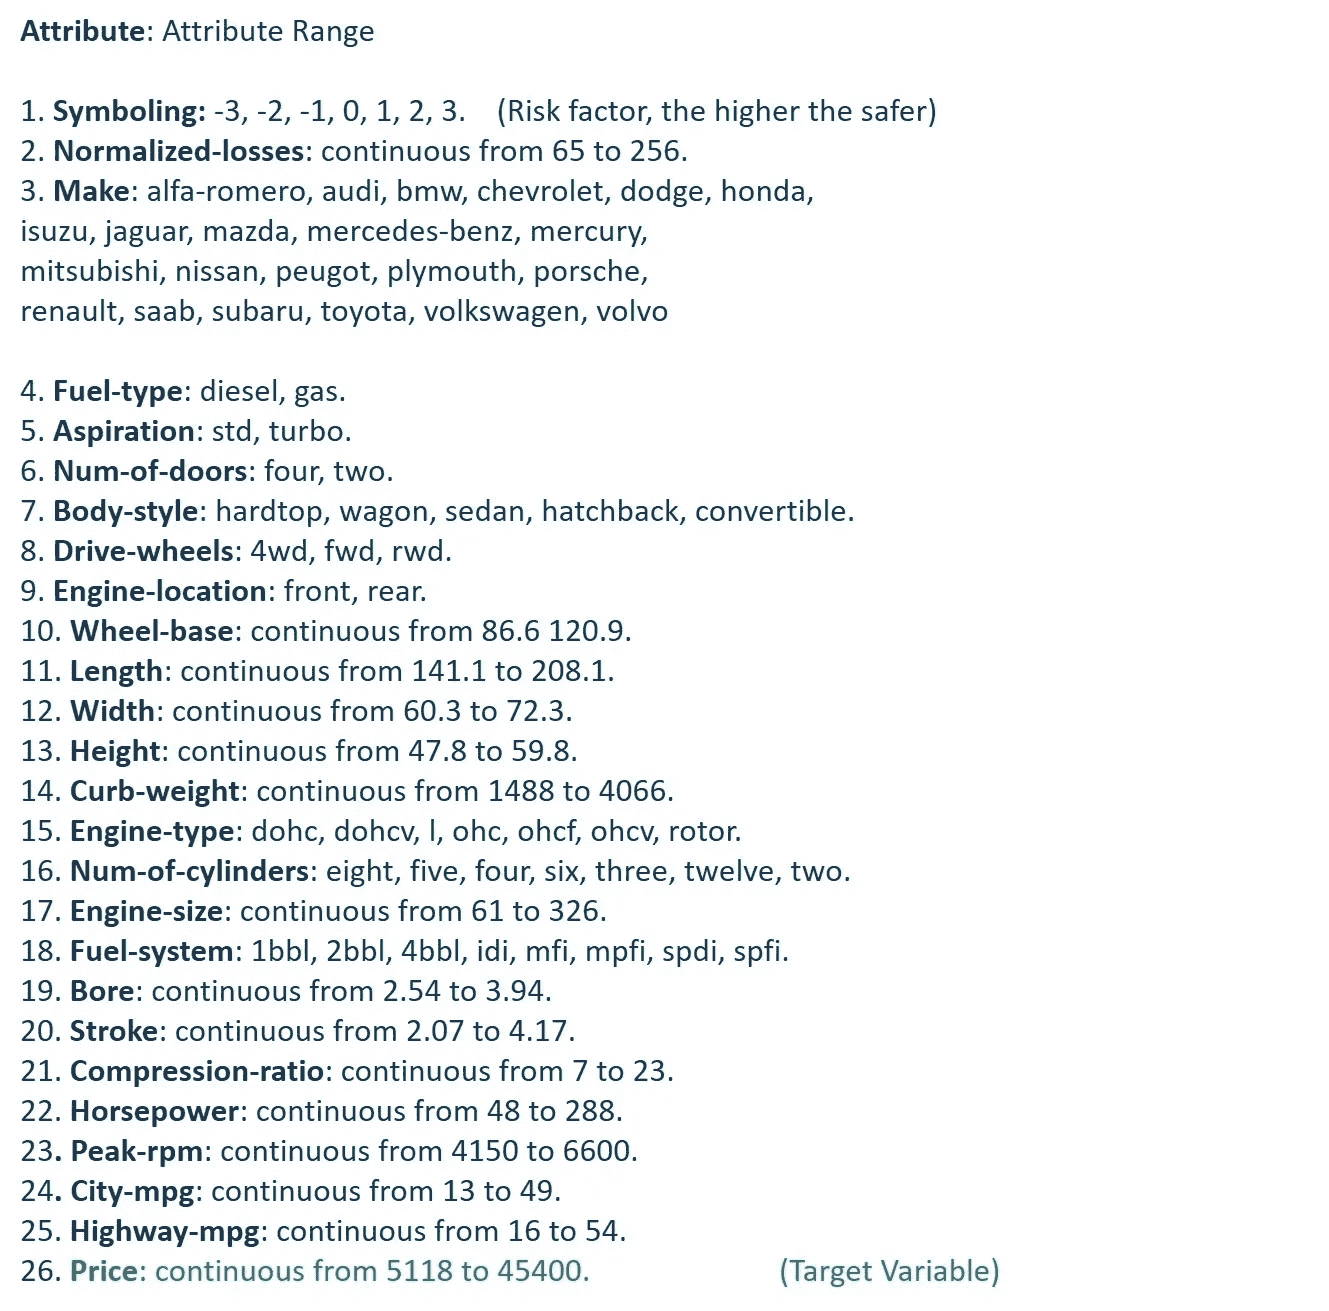 Attribute: Attribute Range
1. Symboling: -3, -2, -1, 0, 1, 2, 3. (Risk factor, the higher the safer)
2. Normalized-losses: continuous from 65 to 256.
3. Make: alfa-romero, audi, bmw, chevrolet, dodge, honda,
isuzu, jaguar, mazda, mercedes-benz, mercury,
mitsubishi, nissan, peugot, plymouth, porsche,
renault, saab, subaru, toyota, volkswagen, volvo
4. Fuel-type: diesel, gas.
5. Aspiration: std, turbo.
6. Num-of-doors: four, two.
7. Body-style: hardtop, wagon, sedan, hatchback, convertible.
8. Drive-wheels: 4wd, fwd, rwd.
9. Engine-location: front, rear.
10. Wheel-base: continuous from 86.6 120.9.
11. Length: continuous from 141.1 to 208.1.
12. Width: continuous from 60.3 to 72.3.
13. Height: continuous from 47.8 to 59.8.
14. Curb-weight: continuous from 1488 to 4066.
15. Engine-type: dohc, dohcv, l, ohc, ohcf, ohcv, rotor.
16. Num-of-cylinders: eight, five, four, six, three, twelve, two.
17. Engine-size: continuous from 61 to 326.
18. Fuel-system: 1bbl, 2bbl, 4bbl, idi, mfi, mpfi, spdi, spfi.
19. Bore: continuous from 2.54 to 3.94.
20. Stroke: continuous from 2.07 to 4.17.
21. Compression-ratio: continuous from 7 to 23.
22. Horsepower: continuous from 48 to 288.
23. Peak-rpm: continuous from 4150 to 6600.
24. City-mpg: continuous from 13 to 49.
25. Highway-mpg: continuous from 16 to 54.
26. Price: continuous from 5118 to 45400. (Target Variable)